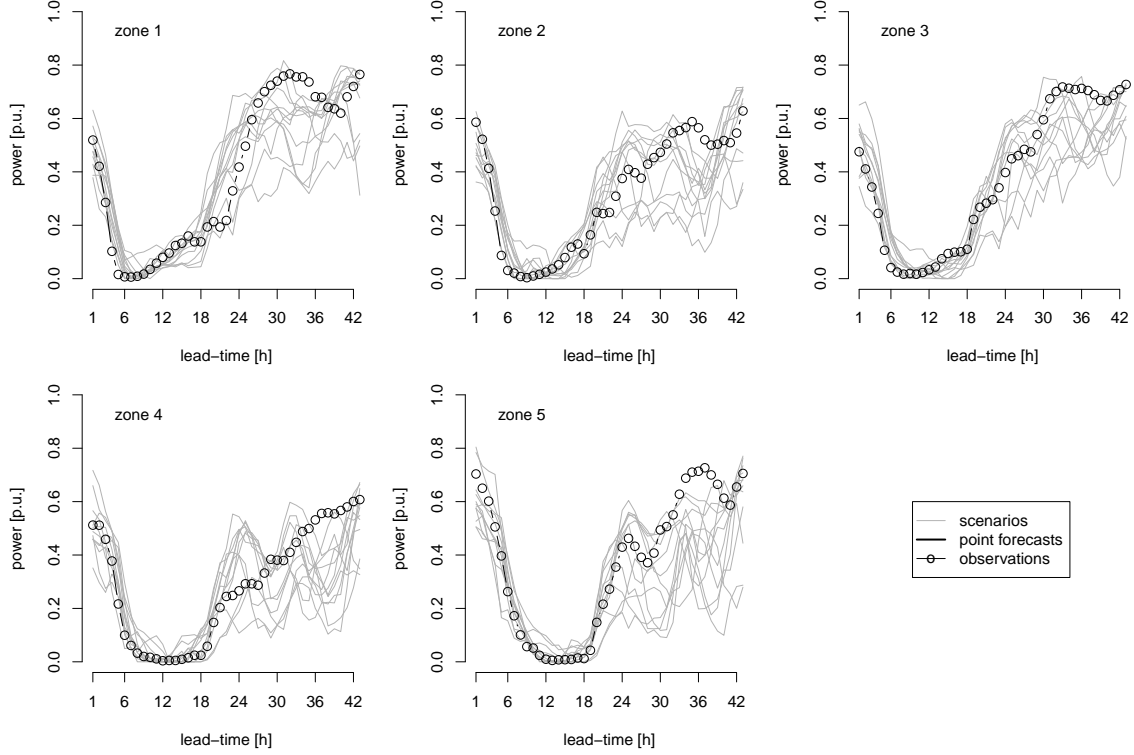 zone 1
power [p.u.]
0.0 0.2 0.4 0.6 0.8 1.0
1 6 12 18 24 30 36 42
lead−time [h]
zone 2
power [p.u.]
0.0 0.2 0.4 0.6 0.8 1.0
1 6 12 18 24 30 36 42
lead−time [h]
zone 3
power [p.u.]
0.0 0.2 0.4 0.6 0.8 1.0
1 6 12 18 24 30 36 42
lead−time [h]
zone 4
power [p.u.]
0.0 0.2 0.4 0.6 0.8 1.0
1 6 12 18 24 30 36 42
lead−time [h]
zone 5
power [p.u.]
0.0 0.2 0.4 0.6 0.8 1.0
1 6 12 18 24 30 36 42
lead−time [h]
scenarios
point forecasts
observations